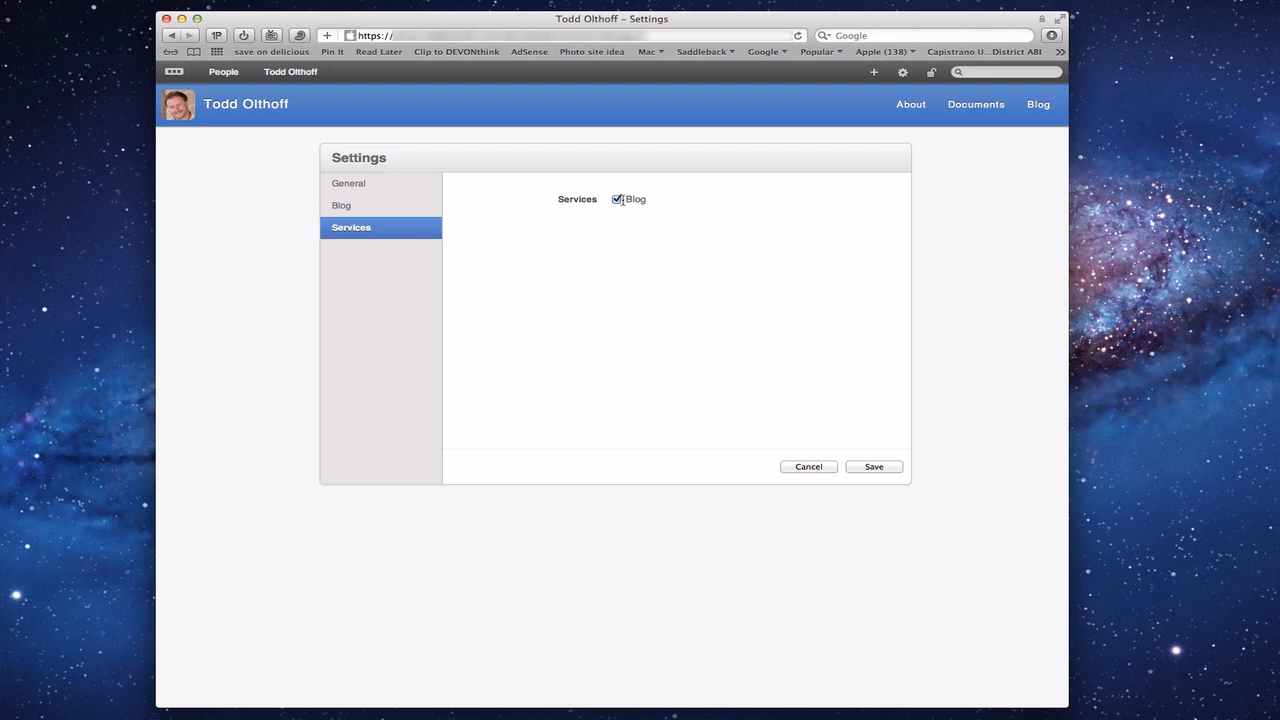 Todd Olthoff – Settings
1P
https://
Google
save on delicious Pin It Read Later Clip to DEVONthink AdSense Photo site idea Mac Saddleback Google Popular Apple (138) Capistrano U...District ABI
People Todd Olthoff
Todd Olthoff About Documents Blog
Settings
General
Blog
Services
Services Blog
Cancel Save